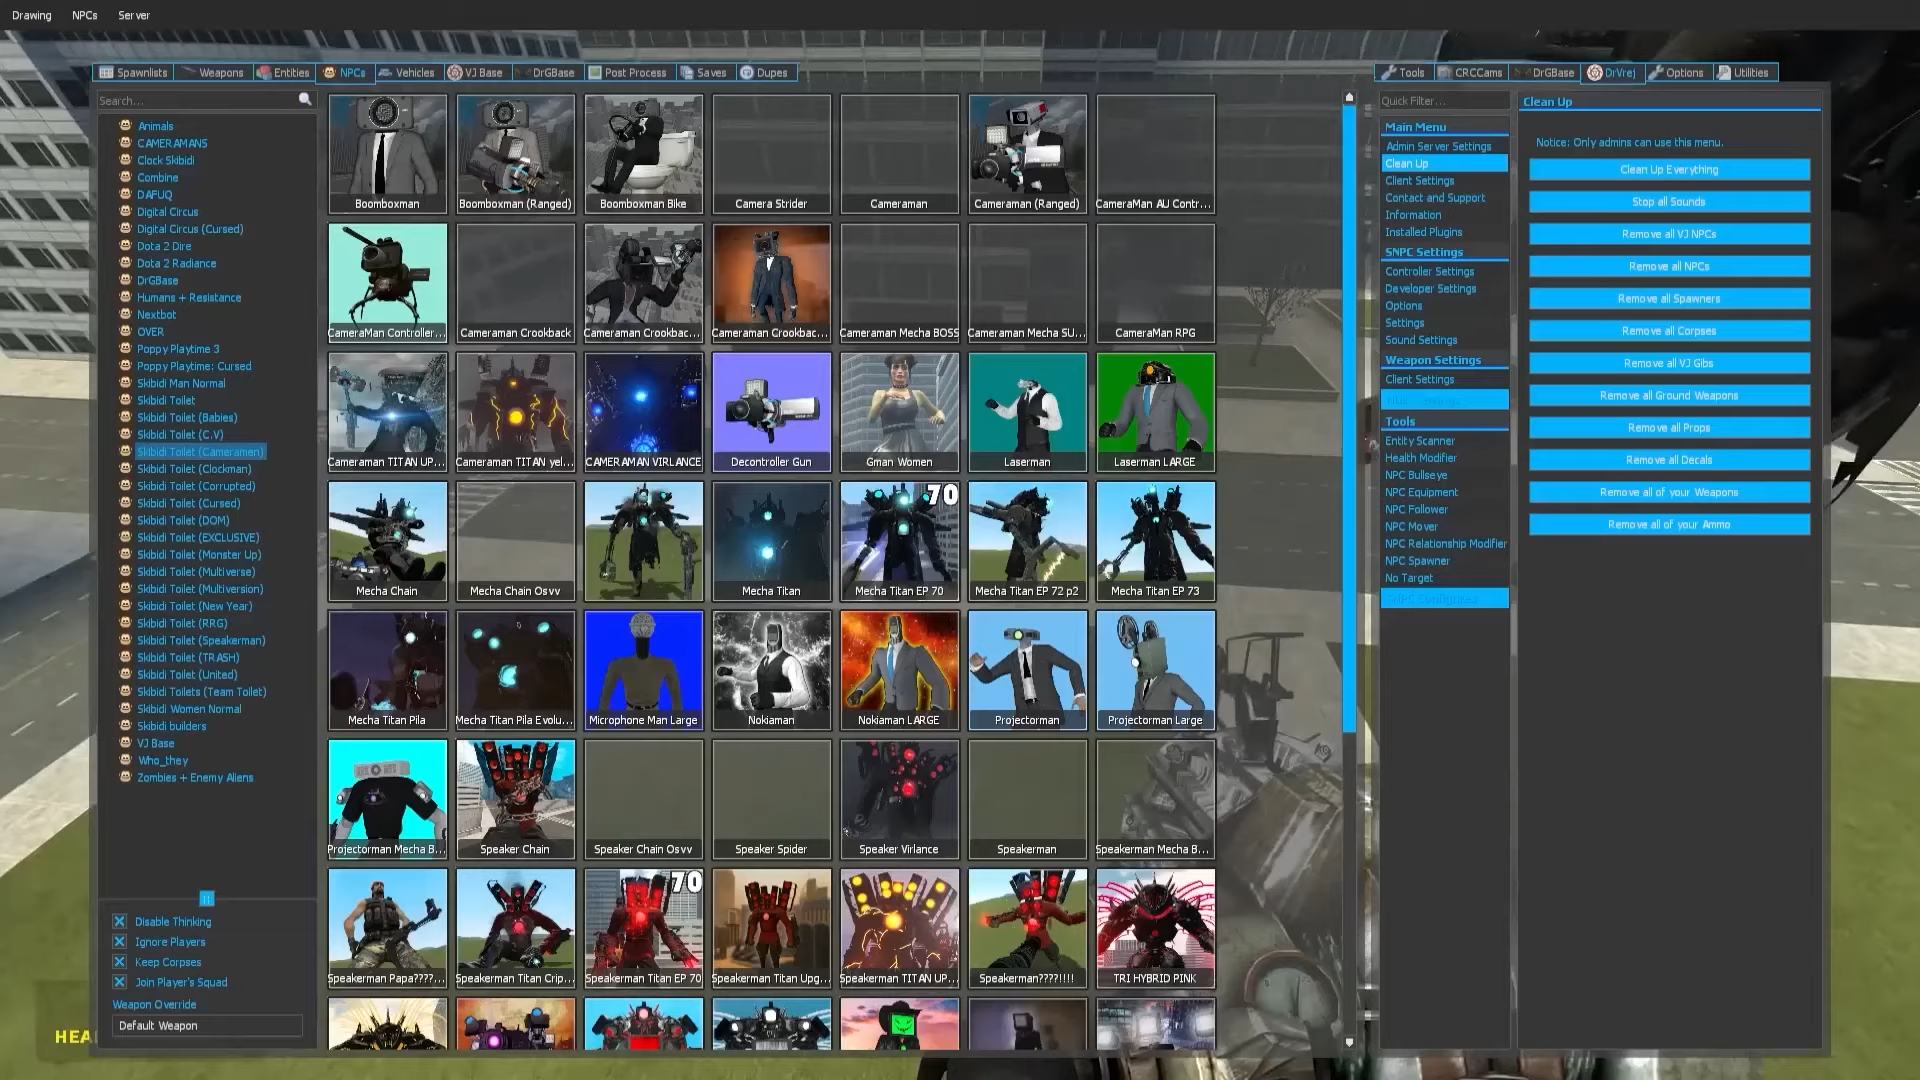 Drawing NPCs Server
Spawnlists Weapons Entities NPCs Vehicles VJ Base DrGBase Post Process Saves Dupes
Search...
Animals
CAMERAMANS
Clock Skibidi
Combine
DAFUQ
Digital Circus
Digital Circus (Cursed)
Dota 2 Dire
Dota 2 Radiance
DrGBase
Humans + Resistance
Nextbot
OVER
Poppy Playtime 3
Poppy Playtime: Cursed
Skibidi Man Normal
Skibidi Toilet
Skibidi Toilet (Babies)
Skibidi Toilet (C.V)
Skibidi Toilet (Cameramen)
Skibidi Toilet (Clockman)
Skibidi Toilet (Corrupted)
Skibidi Toilet (Cursed)
Skibidi Toilet (DOM)
Skibidi Toilet (EXCLUSIVE)
Skibidi Toilet (Monster Up)
Skibidi Toilet (Multiverse)
Skibidi Toilet (Multiversion)
Skibidi Toilet (New Year)
Skibidi Toilet (RRG)
Skibidi Toilet (Speakerman)
Skibidi Toilet (TRASH)
Skibidi Toilet (United)
Skibidi Toilets (Team Toilet)
Skibidi Women Normal
Skibidi builders
VJ Base
Who_they
Zombies + Enemy Aliens
Disable Thinking
Ignore Players
Keep Corpses
Join Player's Squad
Weapon Override
Default Weapon
HEA
Boomboxman Boomboxman (Ranged) Boomboxman Bike Camera Strider Cameraman Cameraman (Ranged) CameraMan AU Contr...
CameraMan Controller... Cameraman Crookback Cameraman Crookbac... Cameraman Crookbac... Cameraman Mecha BOSS Cameraman Mecha SU... CameraMan RPG
Cameraman TITAN UP... Cameraman TITAN yel... CAMERAMAN VIRLANCE Decontroller Gun Gman Women Laserman Laserman LARGE
70
Mecha Chain Mecha Chain Osvv Mecha Titan Mecha Titan EP 70 Mecha Titan EP 72 p2 Mecha Titan EP 73
Mecha Titan Pila Mecha Titan Pila Evolu... Microphone Man Large Nokiaman Nokiaman LARGE Projectorman Projectorman Large
Projectorman Mecha B... Speaker Chain Speaker Chain Osvv Speaker Spider Speaker Virlance Speakerman Speakerman Mecha B...
70
Speakerman Papa????... Speakerman Titan Crip... Speakerman Titan EP 70 Speakerman Titan Upg... Speakerman TITAN UP... Speakerman????!!!! TRI HYBRID PINK
Tools CRCCams DrGBase DrVrej Options Utilities
Quick Filter...
Main Menu
Admin Server Settings
Clean Up
Client Settings
Contact and Support
Information
Installed Plugins
SNPC Settings
Controller Settings
Developer Settings
Options
Settings
Sound Settings
Weapon Settings
Client Settings
Tools
Entity Scanner
Health Modifier
NPC Bullseye
NPC Equipment
NPC Follower
NPC Mover
NPC Relationship Modifier
NPC Spawner
No Target
Clean Up
Notice: Only admins can use this menu.
Clean Up Everything
Stop all Sounds
Remove all VJ NPCs
Remove all NPCs
Remove all Spawners
Remove all Corpses
Remove all VJ Gibs
Remove all Ground Weapons
Remove all Props
Remove all Decals
Remove all of your Weapons
Remove all of your Ammo